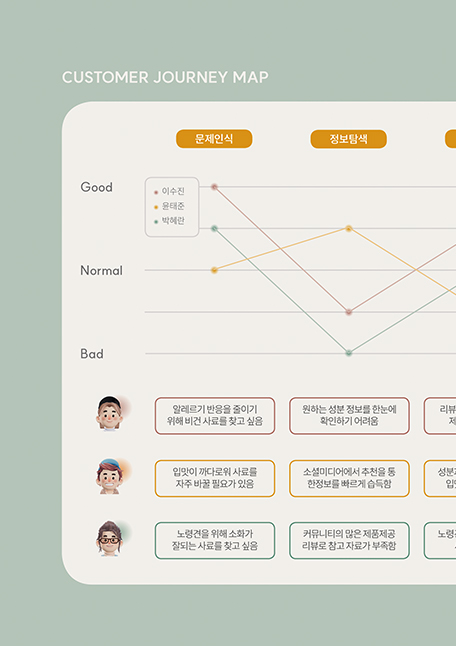 CUSTOMER JOURNEY MAP
문제인식
정보탐색
Good
이수진
윤태준
박혜란
Normal
Bad
알레르기 반응을 줄이기
위해 비건 사료를 찾고 싶음
원하는 성분 정보를 한눈에
확인하기 어려움
리뷰
제
입맛이 까다로워 사료를
자주 바꿀 필요가 있음
소셜미디어에서 추천을 통
한정보를 빠르게 습득함
성분
입
노령견을 위해 소화가
잘되는 사료를 찾고 싶음
커뮤니티의 많은 제품제공
리뷰로 참고 자료가 부족함
노령